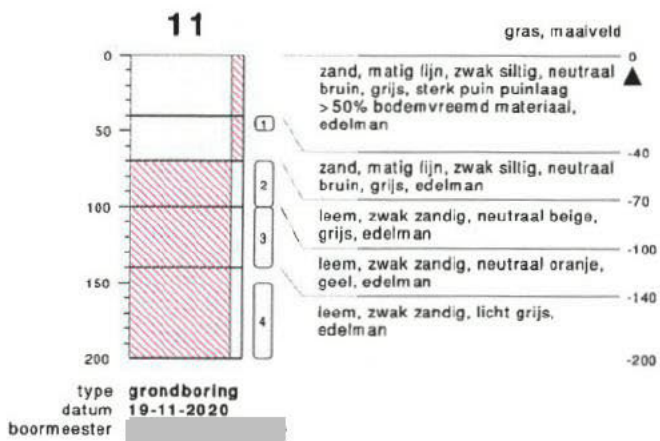 11
gras, maaiveld
0
0
zand, matig fijn, zwak siltig, neutraal
bruin, grijs, sterk puin puinlaag
>50% bodemvreemd materiaal,
edelman
1
50
-40
zand, matig fijn, zwak siltig, neutraal
bruin, grijs, edelman
2
-70
100
leem, zwak zandig, neutraal beige,
grijs, edelman
3
-100
leem, zwak zandig, neutraal oranje,
geel, edelman
150
-140
leem, zwak zandig, licht grijs,
edelman
4
200
-200
type grondboring
datum 19-11-2020
boormeester